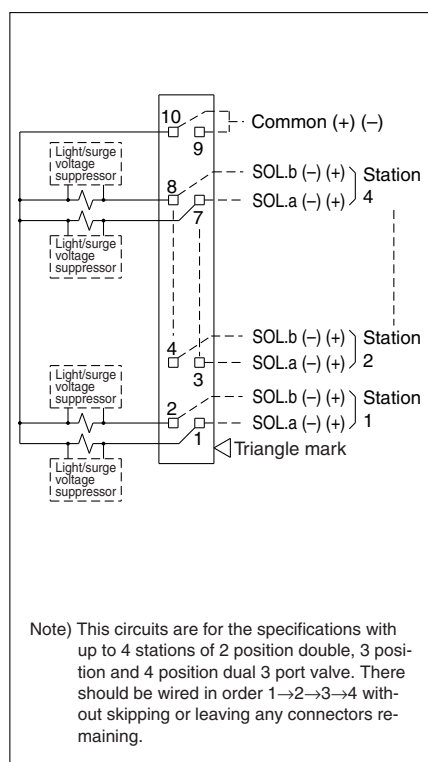 10
Common (+) (–)
9
Light/surge
voltage
suppressor
8
SOL.b (–) (+)
Station
4
SOL.a (–) (+)
7
Light/surge
voltage
suppressor
4
SOL.b (–) (+)
Station
2
SOL.a (–) (+)
3
Light/surge
voltage
suppressor
2
SOL.b (–) (+)
Station
1
SOL.a (–) (+)
1
Triangle mark
Light/surge
voltage
suppressor
Note) This circuits are for the specifications with
up to 4 stations of 2 position double, 3 posi-
tion and 4 position dual 3 port valve. There
should be wired in order 1→2→3→4 with-
out skipping or leaving any connectors re-
maining.